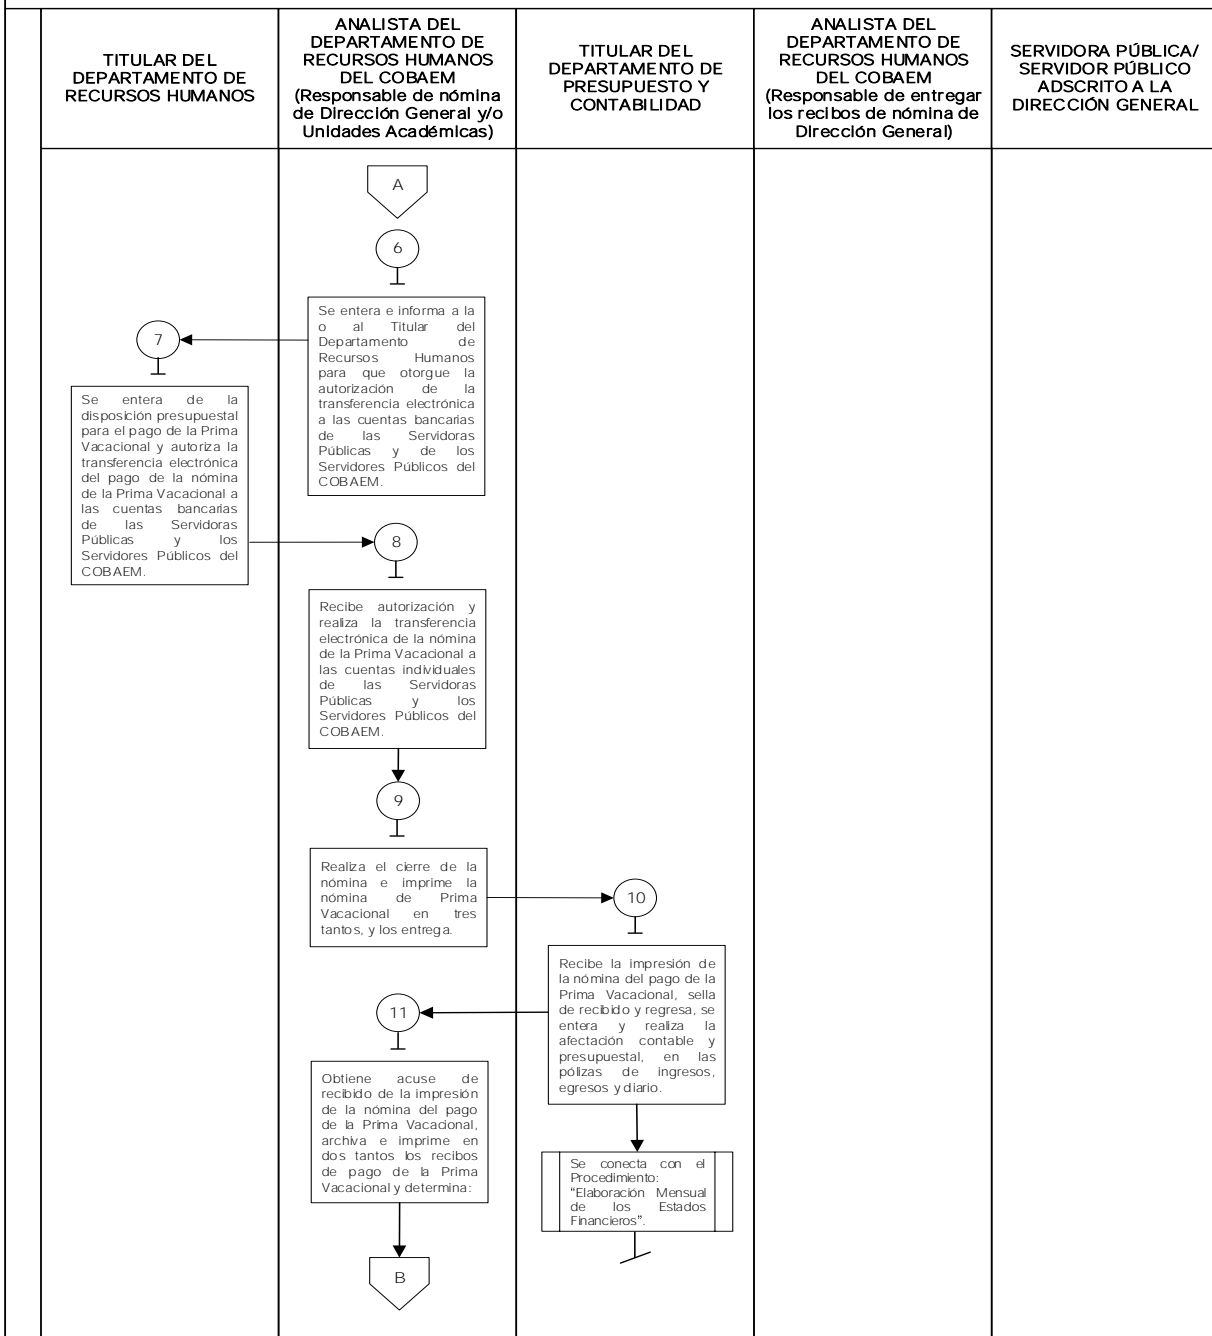 TITULAR DEL
DEPARTAMENTO DE
RECURSOS HUMANOS
ANALISTA DEL
DEPARTAMENTO DE
RECURSOS HUMANOS
DEL COBAEM
(Responsable de nómina
de Dirección General y/o
Unidades Académicas)
TITULAR DEL
DEPARTAMENTO DE
PRESUPUESTO Y
CONTABILIDAD
ANALISTA DEL
DEPARTAMENTO DE
RECURSOS HUMANOS
DEL COBAEM
(Responsable de entregar
los recibos de nómina de
Dirección General)
SERVIDORA PÚBLICA/
SERVIDOR PÚBLICO
ADSCRITO A LA
DIRECCIÓN GENERAL
A
6
Se entera e informa a la
o al Titular del
Departamento de
Recursos Humanos
para que otorgue la
autorización de la
transferencia electrónica
a las cuentas bancarias
de las Servidoras
Públicas y de los
Servidores Públicos del
COBAEM.
7
Se entera de la
disposición presupuestal
para el pago de la Prima
Vacacional y autoriza la
transferencia electrónica
del pago de la nómina
de la Prima Vacacional a
las cuentas bancarias
de las Servidoras
Públicas y los
Servidores Públicos del
COBAEM.
8
Recibe autorización y
realiza la transferencia
electrónica de la nómina
de la Prima Vacacional a
las cuentas individuales
de las Servidoras
Públicas y los
Servidores Públicos del
COBAEM.
9
Realiza el cierre de la
nómina e imprime la
nómina de Prima
Vacacional en tres
tantos, y los entrega.
10
Recibe la impresión de
la nómina del pago de la
Prima Vacacional, sella
de recibido y regresa, se
entera y realiza la
afectación contable y
presupuestal, en las
pólizas de ingresos,
egresos y diario.
11
Obtiene acuse de
recibido de la impresión
de la nómina del pago
de la Prima Vacacional,
archiva e imprime en
dos tantos los recibos
de pago de la Prima
Vacacional y determina:
Se conecta con el
Procedimiento:
“Elaboración Mensual
de los Estados
Financieros”.
B